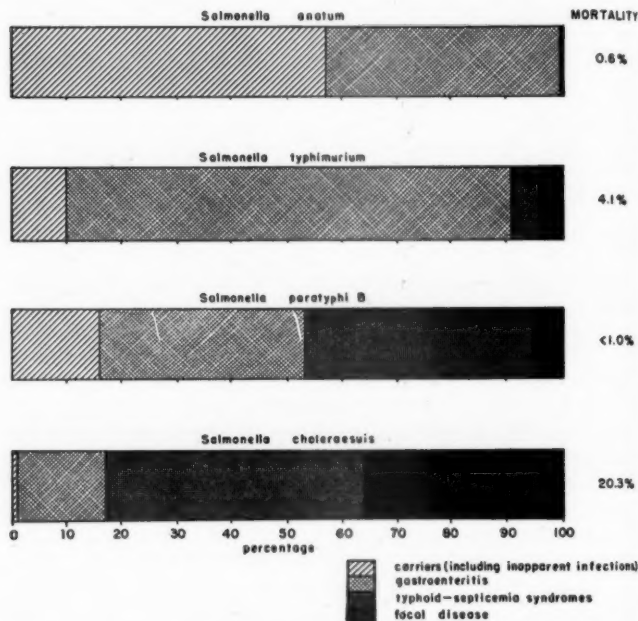 Salmonella anatum MORTALITY
0.6%
Salmonella typhimurium
4.1%
Salmonella paratyphi B
<1.0%
Salmonella choleraesuis
20.3%
0 10 20 30 40 50 60 70 80 90 100
percentage
carriers (including inapparent infections)
gastroenteritis
typhoid-septicemia syndromes
focal disease